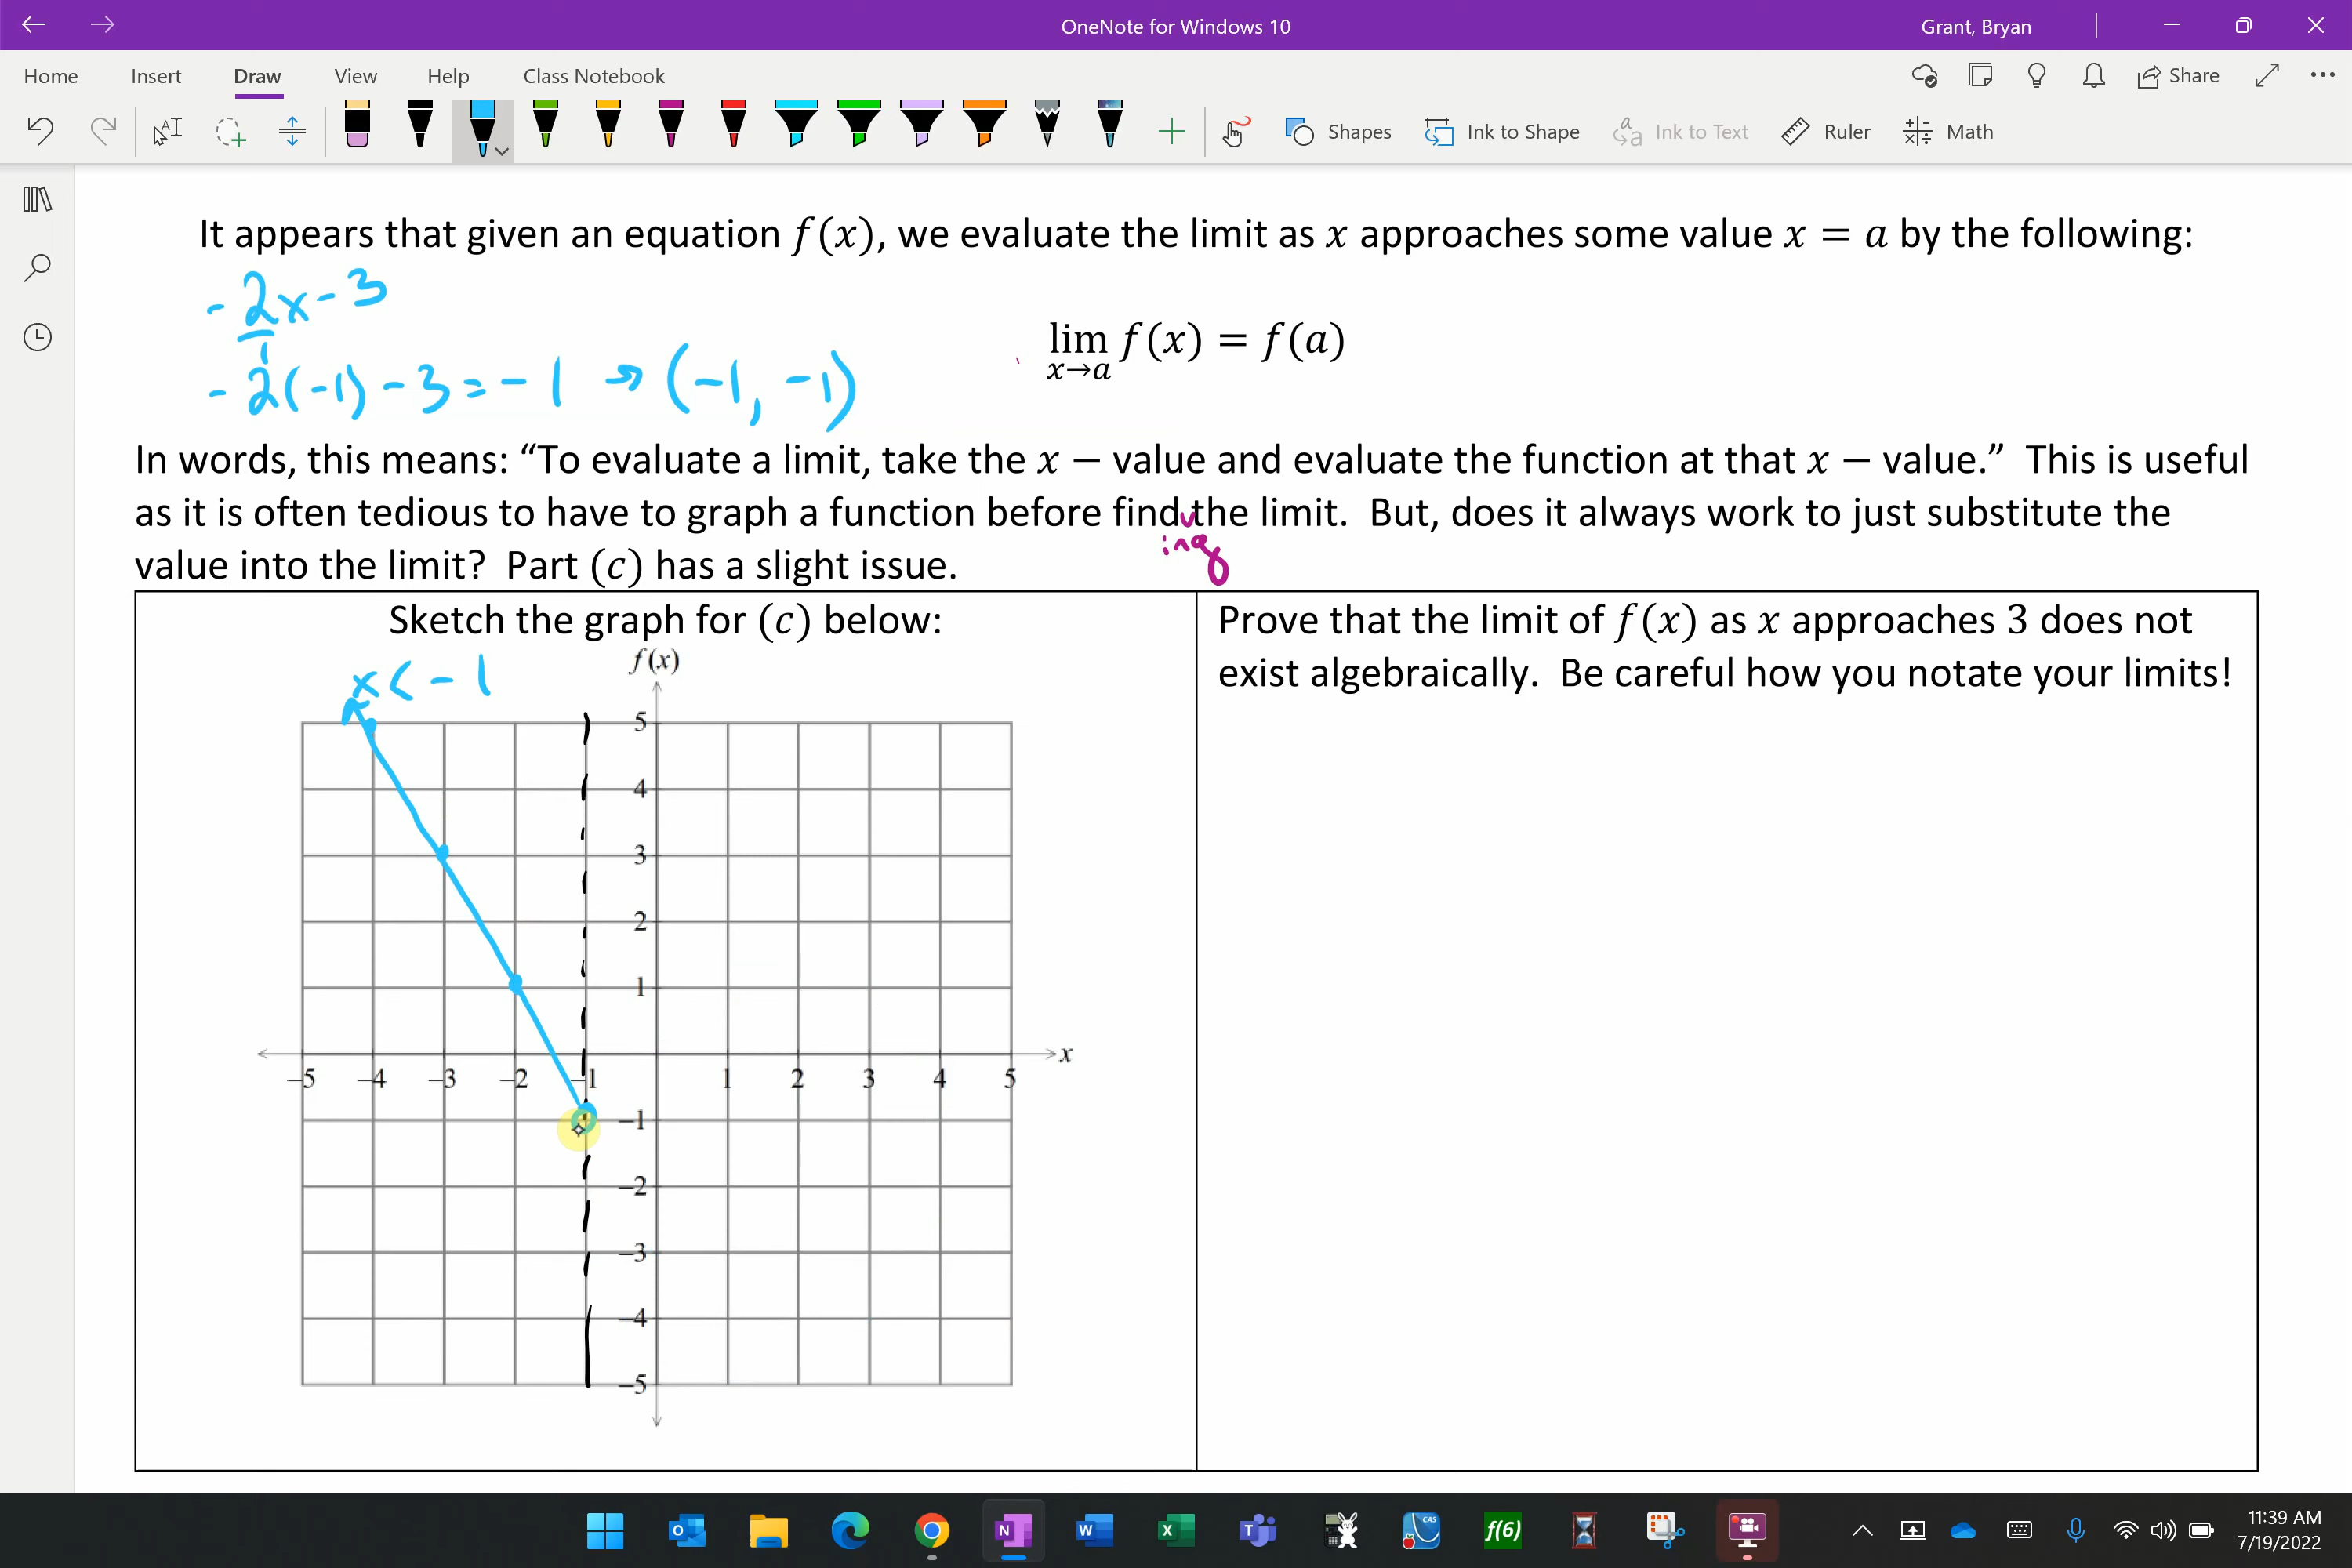 OneNote for Windows 10
Grant, Bryan
Home Insert Draw View Help Class Notebook
Share
Shapes Ink to Shape Ink to Text Ruler Math
It appears that given an equation f(x), we evaluate the limit as x approaches some value x = a by the following:
-2x-3
1
lim f(x) = f(a)
x→a
-2(-1)-3=-1 → (-1, -1)
In words, this means: “To evaluate a limit, take the x − value and evaluate the function at that x − value.” This is useful
as it is often tedious to have to graph a function before find the limit. But, does it always work to just substitute the
ing
value into the limit? Part (c) has a slight issue.
Sketch the graph for (c) below:
f(x)
x<-1
5
4
3
2
1
x
−5 −4 −3 −2 −1 1 2 3 4 5
−1
−2
−3
−4
−5
Prove that the limit of f(x) as x approaches 3 does not
exist algebraically. Be careful how you notate your limits!
CAS
f(6)
11:39 AM
7/19/2022